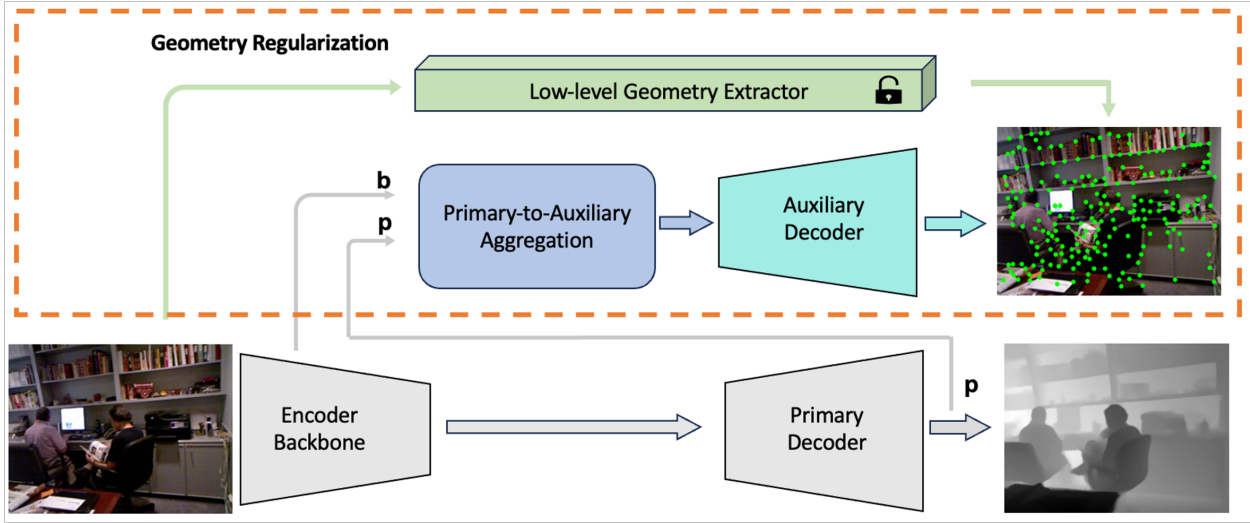 Geometry Regularization
Low-level Geometry Extractor
b
p
Primary-to-Auxiliary
Aggregation
Auxiliary
Decoder
Encoder
Backbone
Primary
Decoder
p